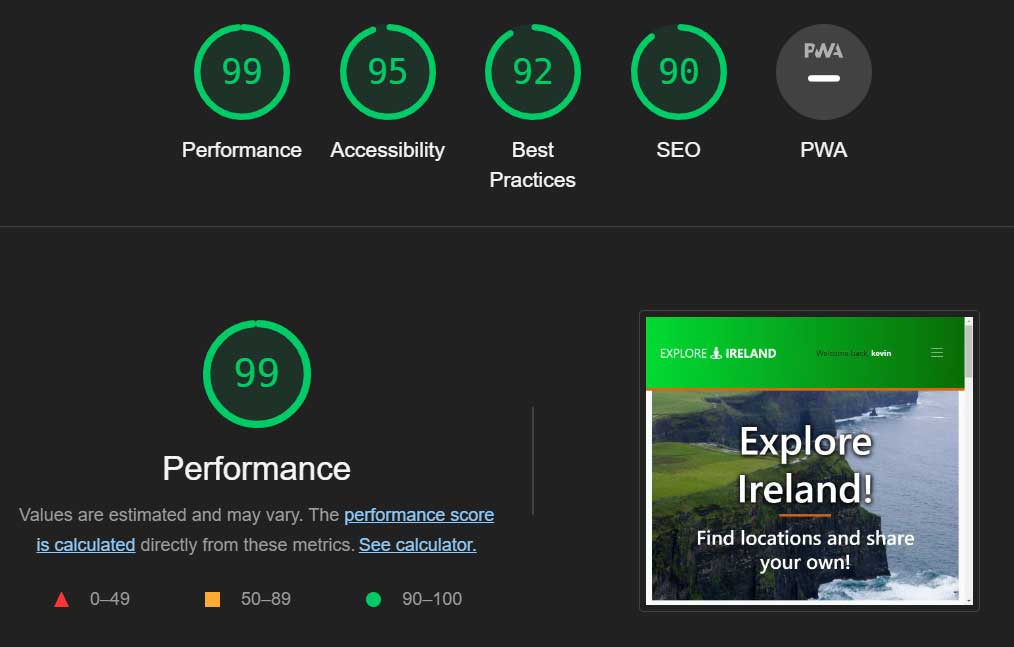 99 95 92 90 PWA
Performance Accessibility Best Practices SEO PWA
99
Performance
Values are estimated and may vary. The performance score
is calculated directly from these metrics. See calculator.
0–49 50–89 90–100
EXPLORE IRELAND Welcome back, kevin
Explore
Ireland!
Find locations and share
your own!